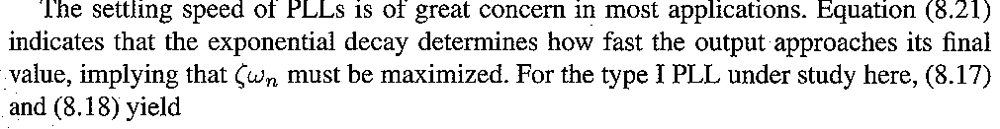 The settling speed of PLLs is of great concern in most applications. Equation (8.21)
indicates that the exponential decay determines how fast the output approaches its final
value, implying that ζωₙ must be maximized. For the type I PLL under study here, (8.17)
and (8.18) yield